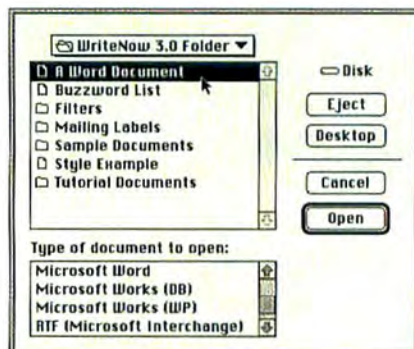 WriteNow 3.0 Folder
A Word Document
Buzzword List
Filters
Mailing Labels
Sample Documents
Style Example
Tutorial Documents
Disk
Eject
Desktop
Cancel
Open
Type of document to open:
Microsoft Word
Microsoft Works (DB)
Microsoft Works (WP)
RTF (Microsoft Interchange)